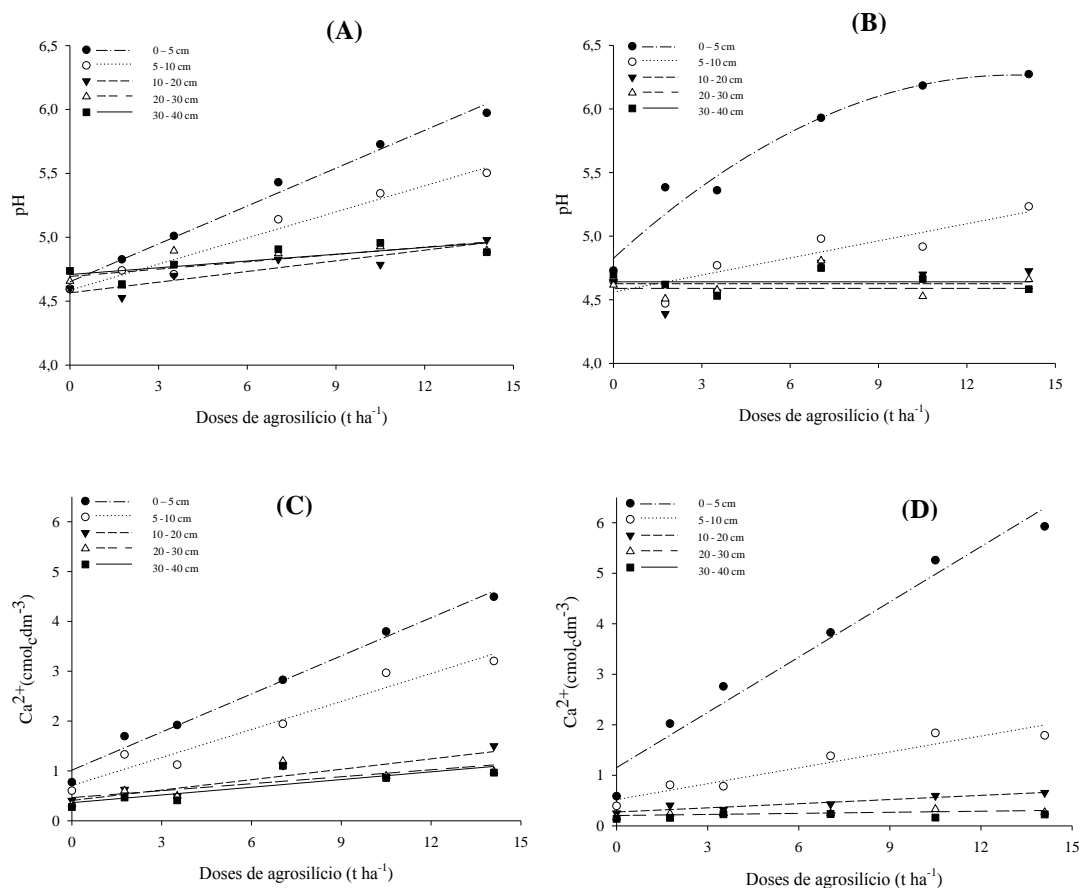 (A)
6,5
6,0
5,5
5,0
4,5
4,0
pH
0 – 5 cm
5 -10 cm
10 - 20 cm
20 - 30 cm
30 - 40 cm
0 3 6 9 12 15
Doses de agrosilício (t ha⁻¹)
(B)
6,5
6,0
5,5
5,0
4,5
4,0
pH
0 – 5 cm
5 -10 cm
10 - 20 cm
20 - 30 cm
30 - 40 cm
0 3 6 9 12 15
Doses de agrosilício (t ha⁻¹)
(C)
6
5
4
3
2
1
0
Ca²⁺(cmol꜀dm⁻³)
0 – 5 cm
5 -10 cm
10 - 20 cm
20 - 30 cm
30 - 40 cm
0 3 6 9 12 15
Doses de agrosilício (t ha⁻¹)
(D)
6
5
4
3
2
1
0
Ca²⁺(cmol꜀dm⁻³)
0 – 5 cm
5 -10 cm
10 - 20 cm
20 - 30 cm
30 - 40 cm
0 3 6 9 12 15
Doses de agrosilício (t ha⁻¹)